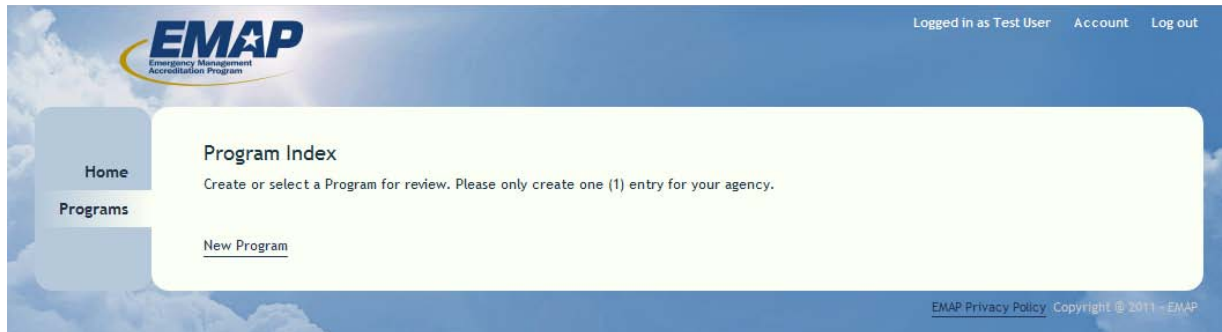 Logged in as Test User Account Log out
EMAP
Emergency Management
Accreditation Program
Home
Programs
Program Index
Create or select a Program for review. Please only create one (1) entry for your agency.
New Program
EMAP Privacy Policy Copyright @ 2011 - EMAP